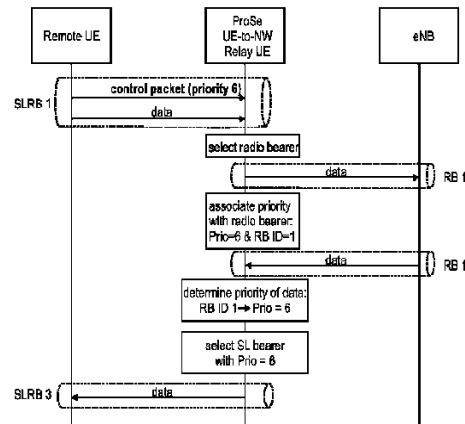 Remote UE
ProSe
UE-to-NW
Relay UE
eNB
SLRB 1
control packet (priority 6)
data
select radio bearer
data
RB 1
associate priority
with radio bearer:
Prio=6 & RB ID=1
data
RB 1
determine priority of data:
RB ID 1→ Prio = 6
select SL bearer
with Prio = 6
SLRB 3
data